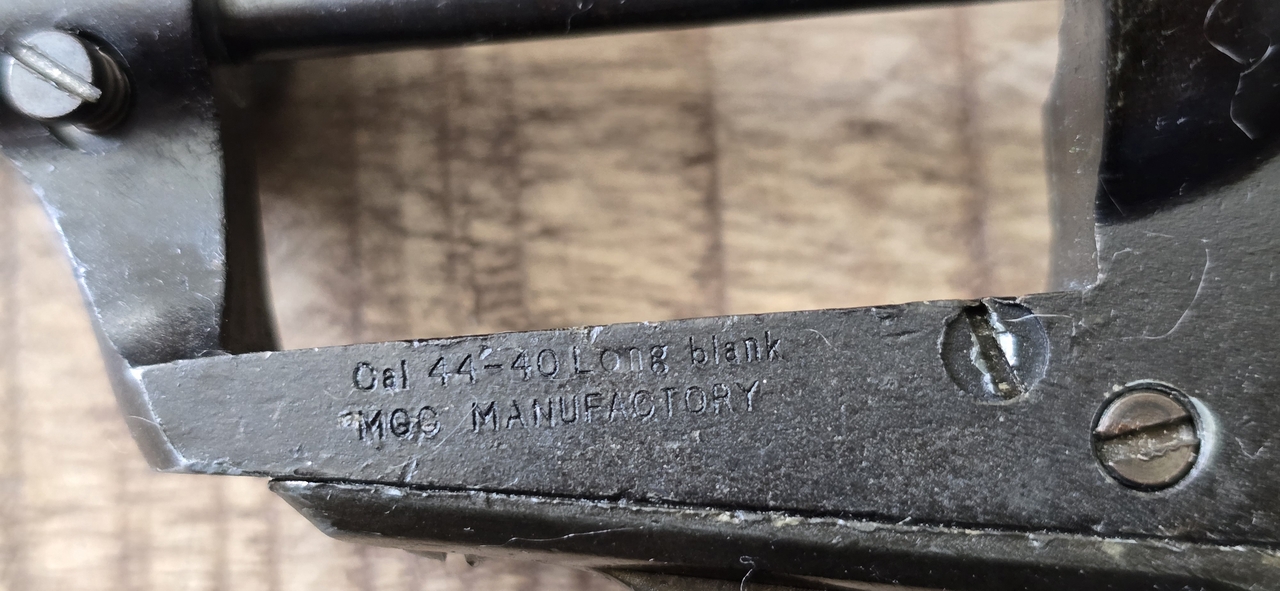 Cal 44-40 Long blank
MGC MANUFACTORY